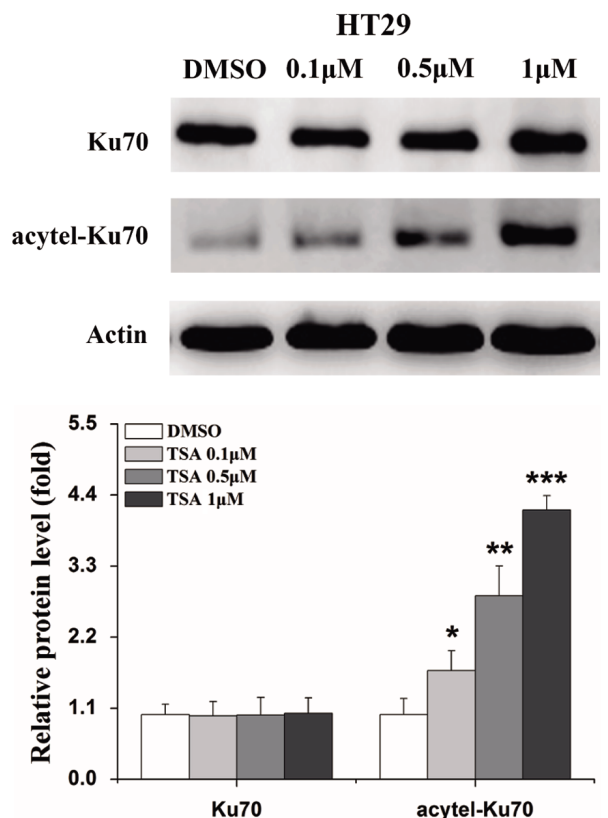 HT29
DMSO 0.1μM 0.5μM 1μM
Ku70
acytel-Ku70
Actin
5.5
4.4
3.3
2.2
1.1
0.0
Relative protein level (fold)
DMSO
TSA 0.1μM
TSA 0.5μM
TSA 1μM
*
**
***
Ku70 acytel-Ku70